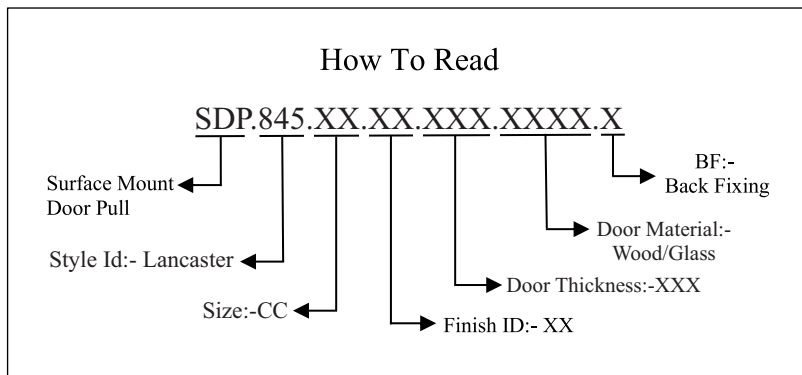 How To Read
SDP.845.XX.XX.XXX.XXXX.X
BF:-
Back Fixing
Surface Mount
Door Pull
Door Material:-
Wood/Glass
Style Id:- Lancaster
Door Thickness:-XXX
Size:-CC
Finish ID:- XX